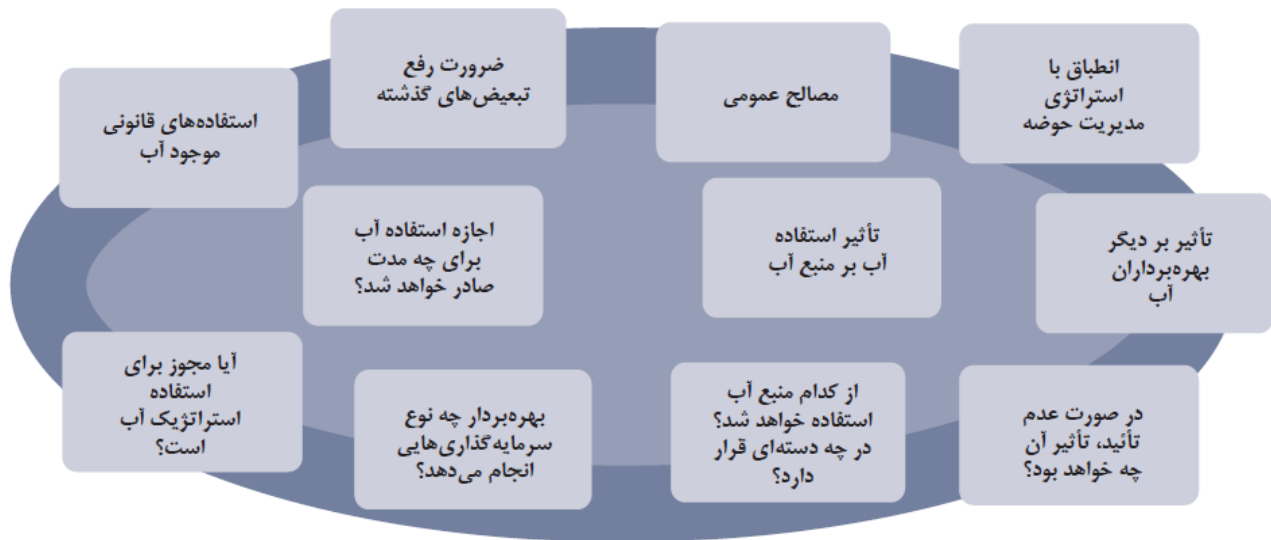 انطباق با
استراتژی
مدیریت حوضه
مصالح عمومی
ضرورت رفع
تبعیض‌های گذشته
استفاده‌های قانونی
موجود آب
تأثیر بر دیگر
بهره‌برداران
آب
تأثیر استفاده
آب بر منبع آب
اجازه استفاده آب
برای چه مدت
صادر خواهد شد؟
در صورت عدم
تأئید، تأثیر آن
چه خواهد بود؟
از کدام منبع آب
استفاده خواهد شد؟
در چه دسته‌ای قرار
دارد؟
بهره‌بردار چه نوع
سرمایه‌گذاری‌هایی
انجام می‌دهد؟
آیا مجوز برای
استفاده
استراتژیک آب
است؟